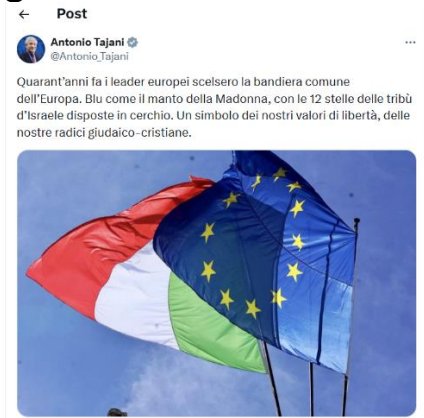 Post
Antonio Tajani
@Antonio_Tajani
Quarant'anni fa i leader europei scelsero la bandiera comune
dell'Europa. Blu come il manto della Madonna, con le 12 stelle delle tribù
d'Israele disposte in cerchio. Un simbolo dei nostri valori di libertà, delle
nostre radici giudaico-cristiane.